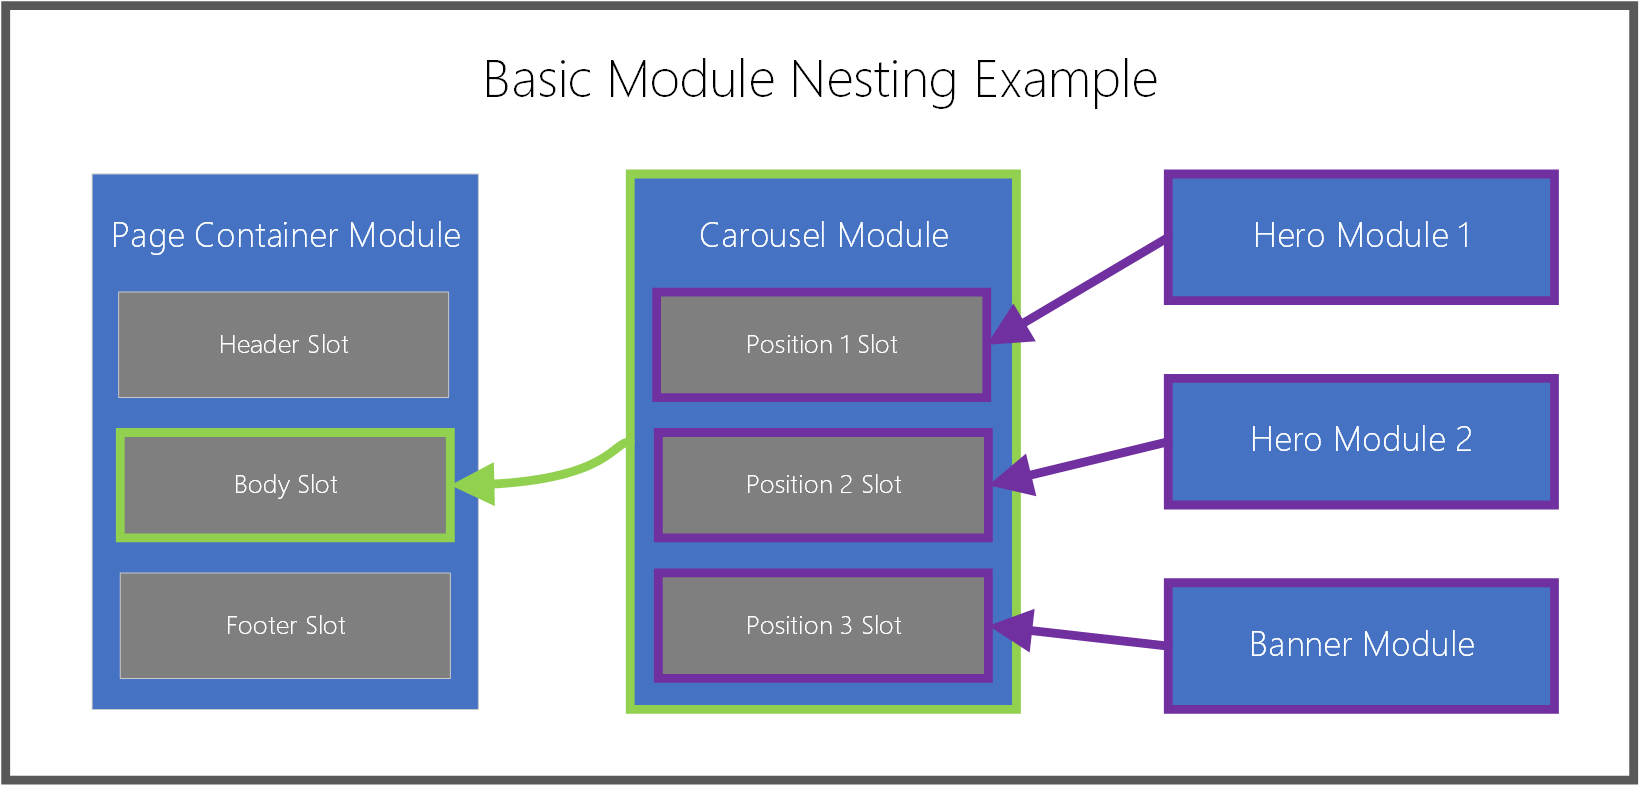 Basic Module Nesting Example
Page Container Module
Header Slot
Body Slot
Footer Slot
Carousel Module
Position 1 Slot
Position 2 Slot
Position 3 Slot
Hero Module 1
Hero Module 2
Banner Module